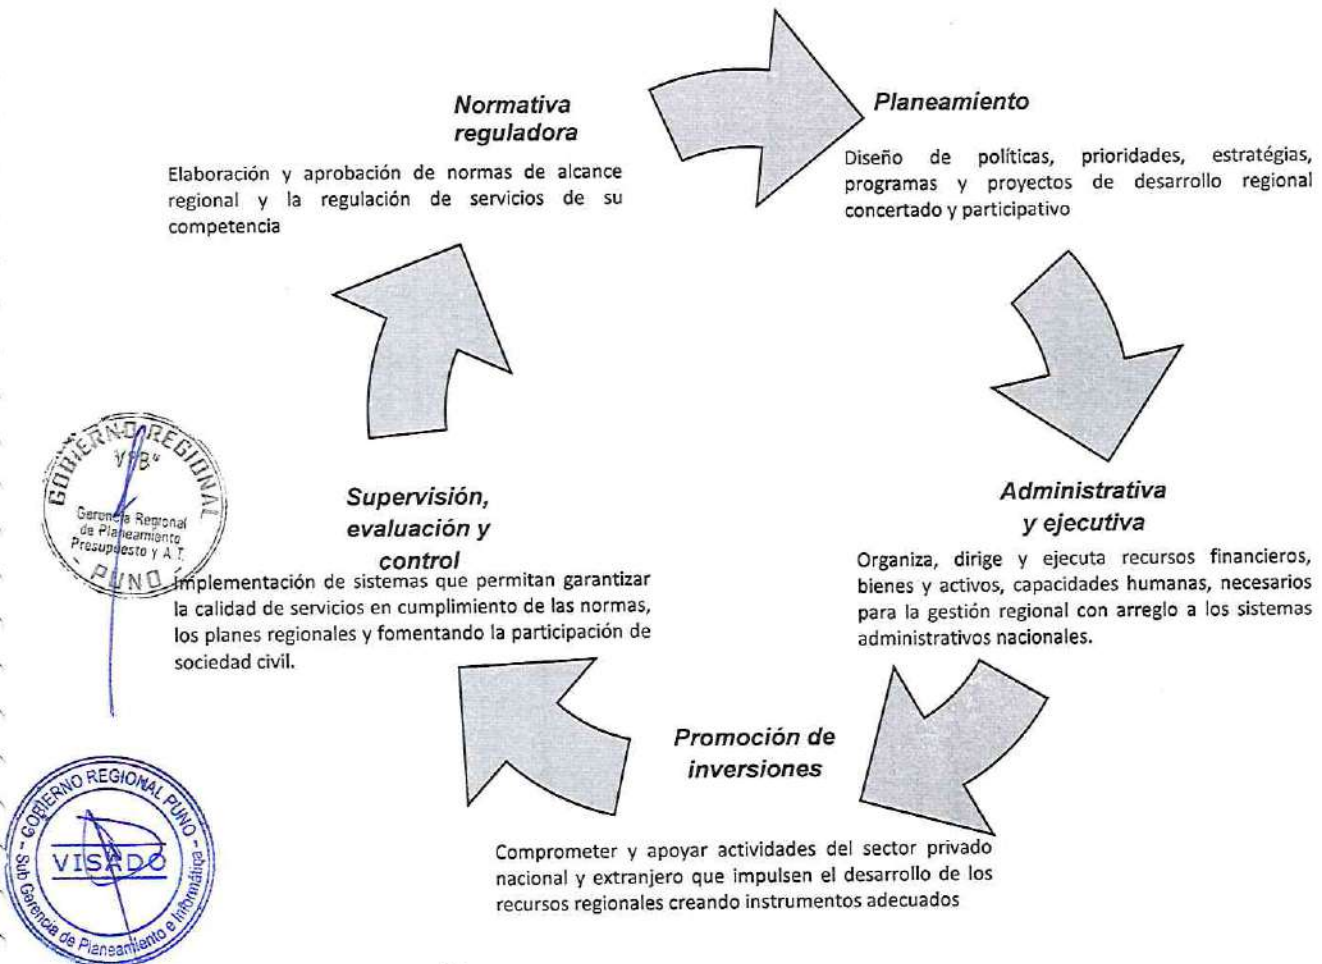 Normativa
reguladora
Elaboración y aprobación de normas de alcance
regional y la regulación de servicios de su
competencia
Planeamiento
Diseño de políticas, prioridades, estratégias,
programas y proyectos de desarrollo regional
concertado y participativo
Administrativa
y ejecutiva
Organiza, dirige y ejecuta recursos financieros,
bienes y activos, capacidades humanas, necesarios
para la gestión regional con arreglo a los sistemas
administrativos nacionales.
Promoción de
inversiones
Comprometer y apoyar actividades del sector privado
nacional y extranjero que impulsen el desarrollo de los
recursos regionales creando instrumentos adecuados
Supervisión,
evaluación y
control
Implementación de sistemas que permitan garantizar
la calidad de servicios en cumplimiento de las normas,
los planes regionales y fomentando la participación de
sociedad civil.
GOBIERNO REGIONAL
Gerencia Regional
de Planeamiento
Presupuesto y A.T.
- PUNO -
GOBIERNO REGIONAL PUNO -
VISADO
Sub Gerencia de Planeamiento e Informática